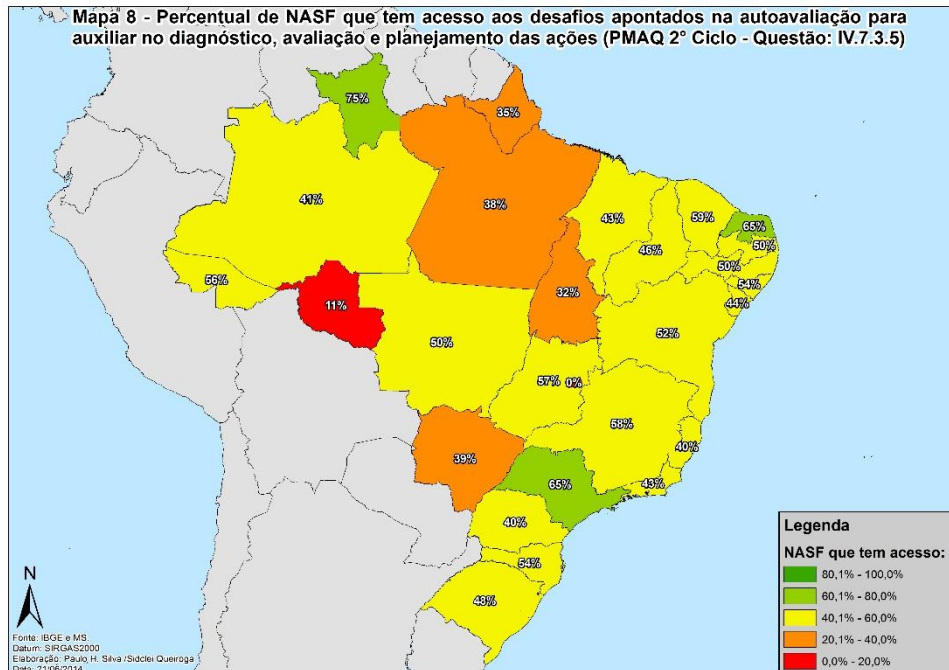 Mapa 8 - Percentual de NASF que tem acesso aos desafios apontados na autoavaliação para
auxiliar no diagnóstico, avaliação e planejamento das ações (PMAQ 2° Ciclo - Questão: IV.7.3.5)
75%
35%
41%
38%
43%
59%
65%
46%
50%
50%
54%
44%
56%
11%
32%
50%
52%
57%
0%
58%
40%
39%
65%
43%
40%
54%
48%
N
Fonte: IBGE e MS.
Datum: SIRGAS2000
Elaboração: Paulo H. Silva /Sidclei Queiroga
Data: 21/06/2014
Legenda
NASF que tem acesso:
80,1% - 100,0%
60,1% - 80,0%
40,1% - 60,0%
20,1% - 40,0%
0,0% - 20,0%